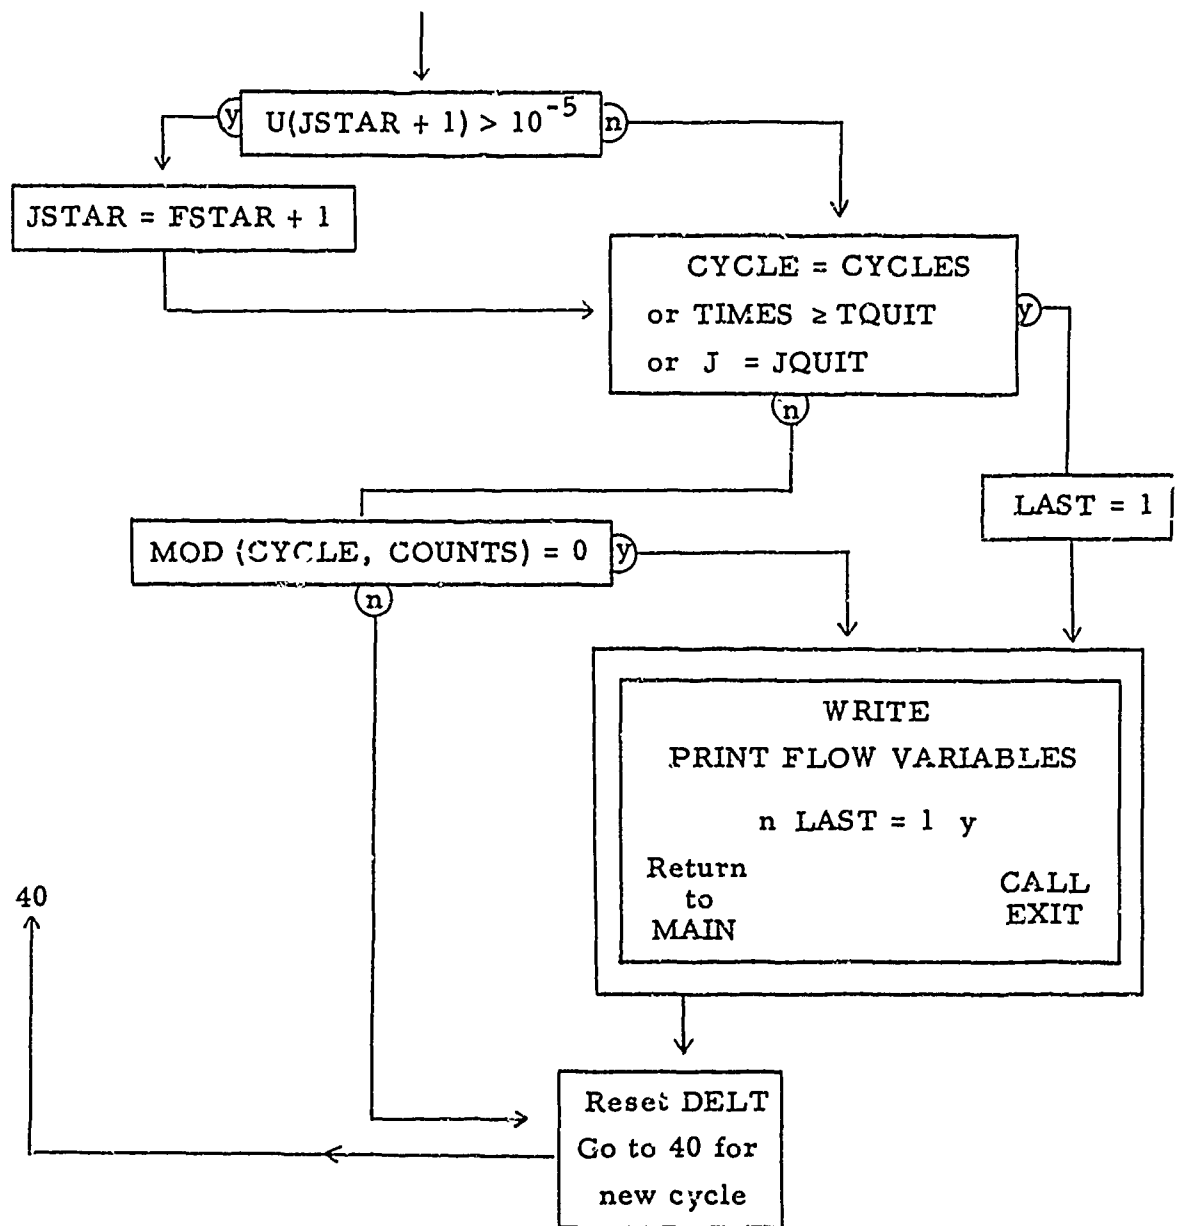 y U(JSTAR + 1) > 10^-5 n
JSTAR = FSTAR + 1
CYCLE = CYCLES
or TIMES ≥ TQUIT y
or J = JQUIT
n
LAST = 1
MOD (CYCLE, COUNTS) = 0 y
n
WRITE
PRINT FLOW VARIABLES
n LAST = 1 y
Return
to
MAIN
CALL
EXIT
40
Reset DELT
Go to 40 for
new cycle